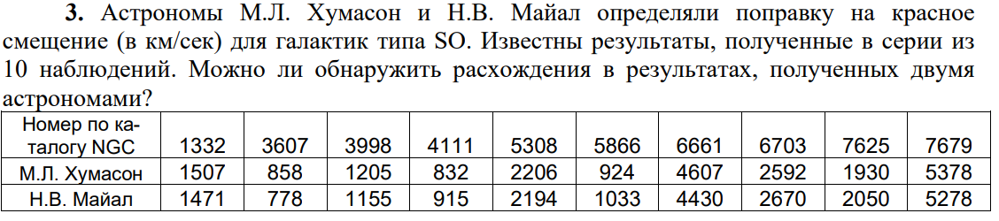 3. Астрономы М.Л. Хумасон и Н.В. Майал определяли поправку на красное
смещение (в км/сек) для галактик типа SO. Известны результаты, полученные в серии из
10 наблюдений. Можно ли обнаружить расхождения в результатах, полученных двумя
астрономами?
Номер по ка-
талогу NGC 1332 3607 3998 4111 5308 5866 6661 6703 7625 7679
М.Л. Хумасон 1507 858 1205 832 2206 924 4607 2592 1930 5378
Н.В. Майал 1471 778 1155 915 2194 1033 4430 2670 2050 5278